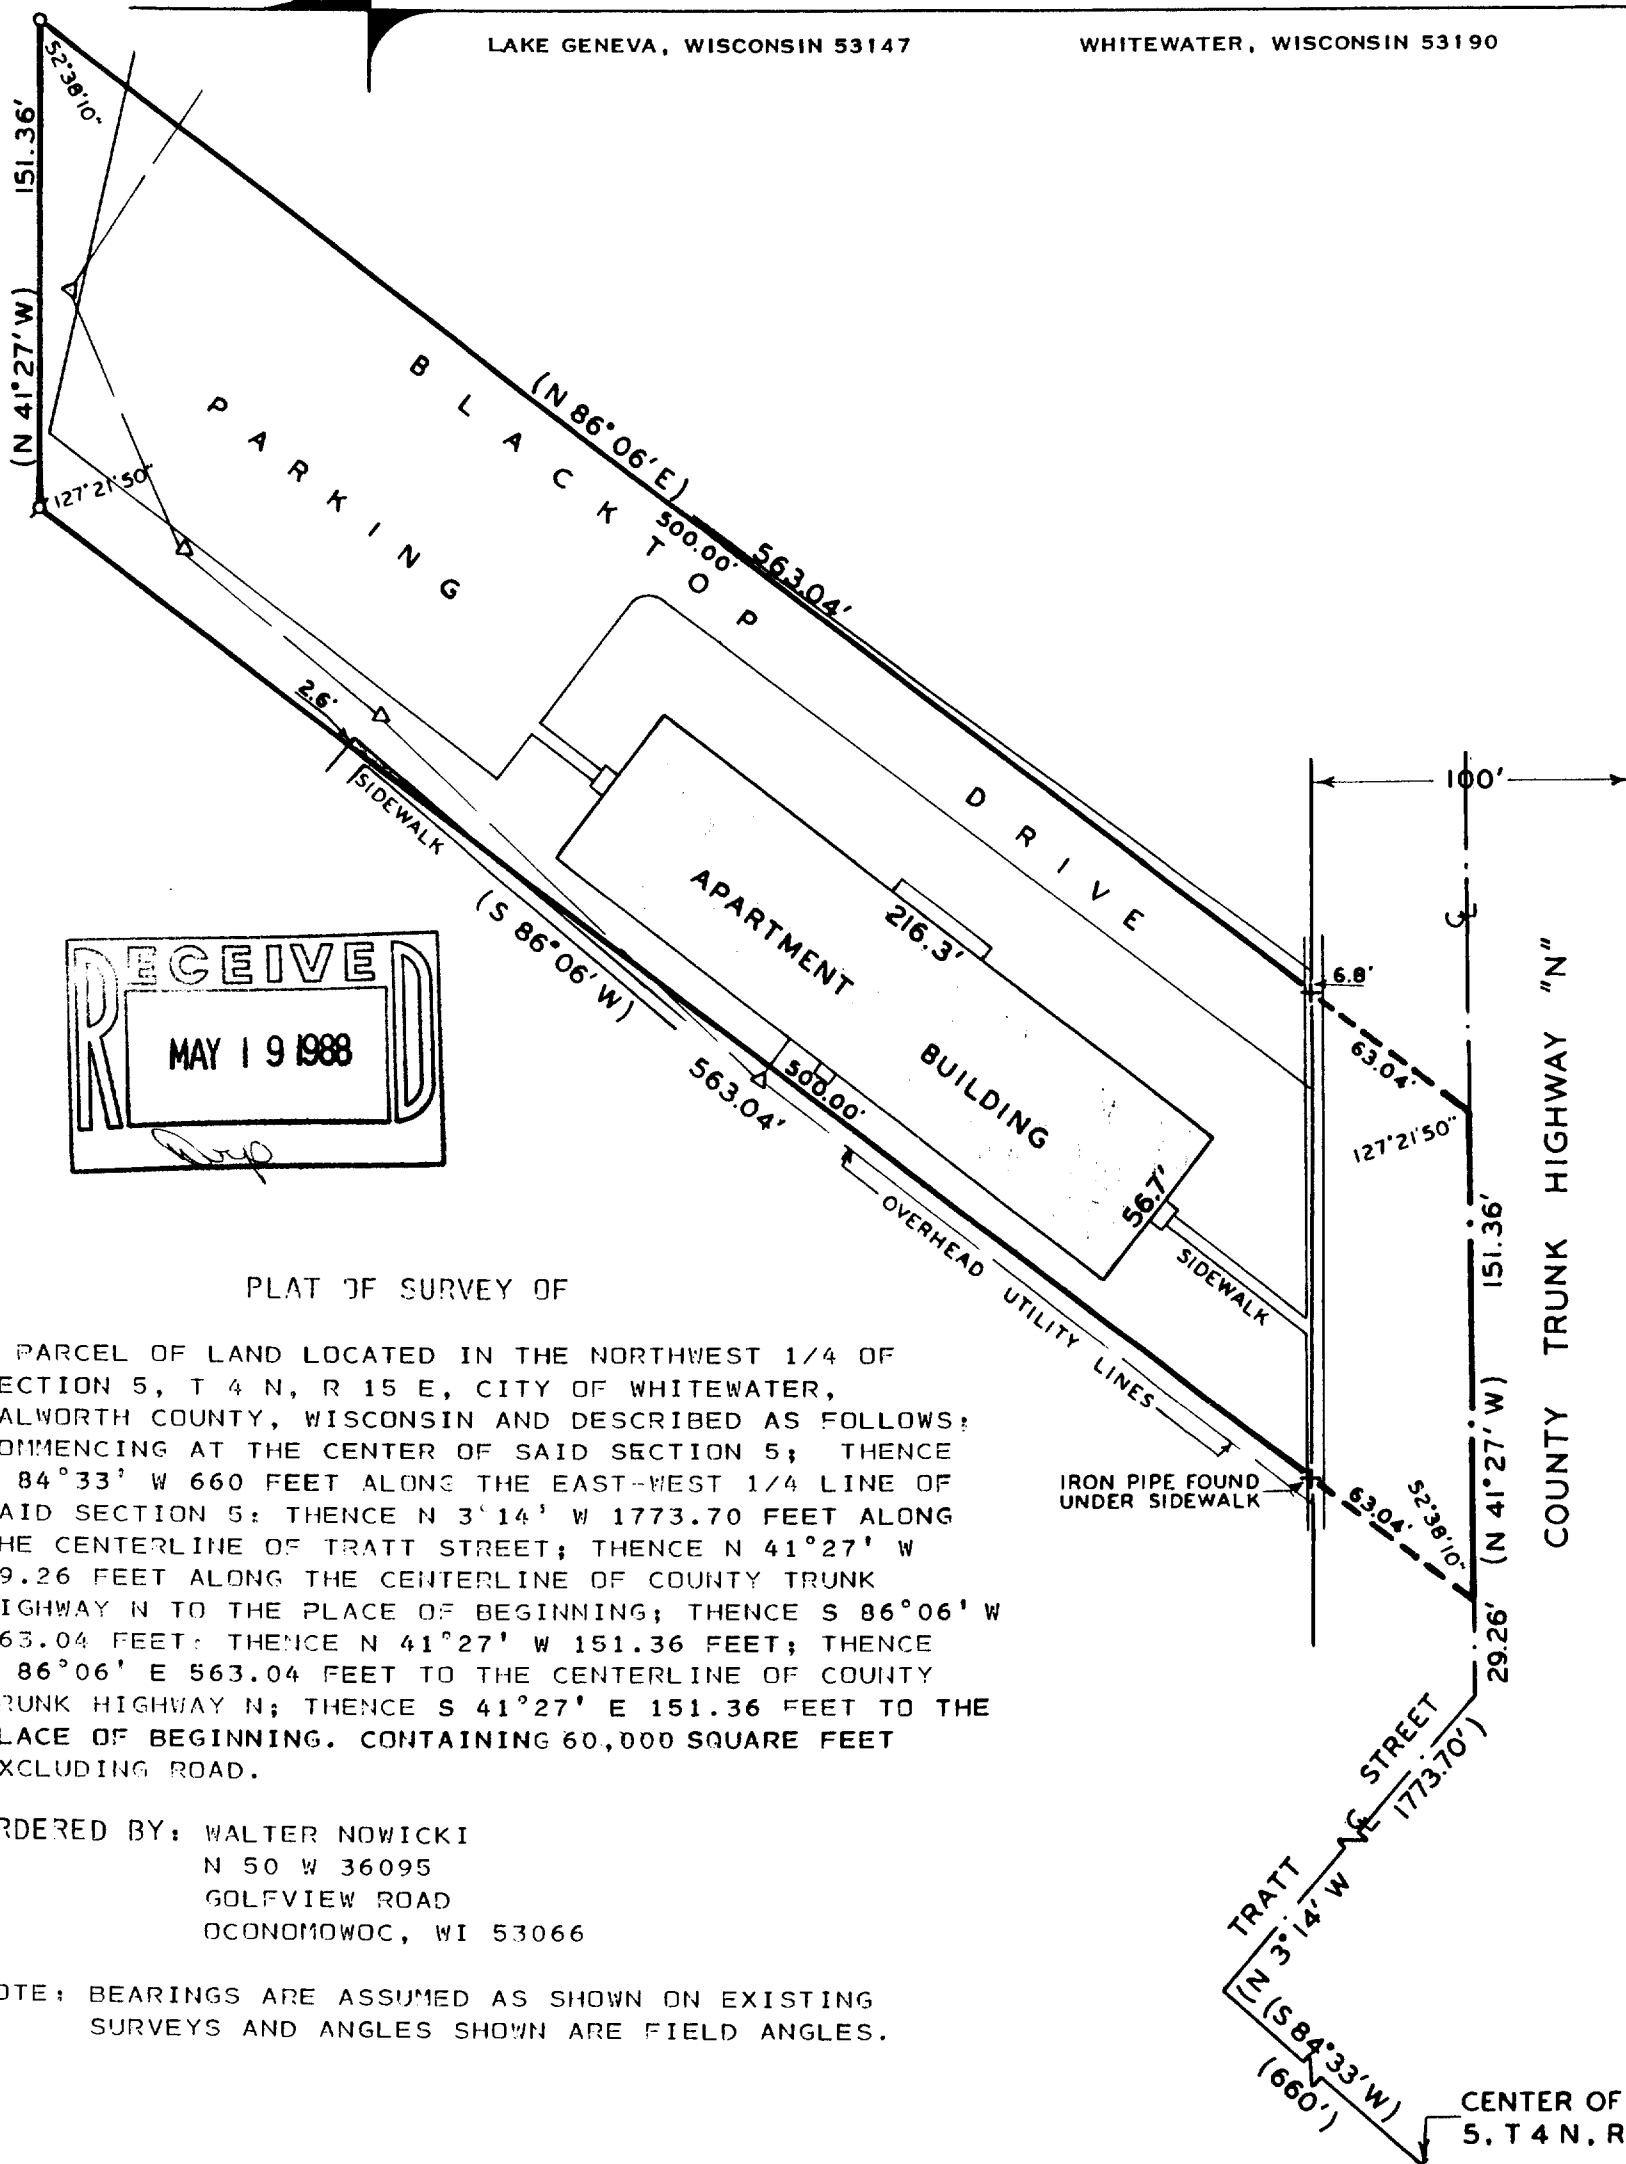 LAKE GENEVA, WISCONSIN 53147
WHITEWATER, WISCONSIN 53190
52°38'10"
151.36'
(N 41°27'W)
127°21'50"
BLACKTOP
PARKING
(N 86°06'E)
500.00'
563.04'
2.6'
SIDEWALK
(S 86°06'W)
563.04'
500.00'
DRIVE
APARTMENT
BUILDING
216.3'
56.7'
SIDEWALK
OVERHEAD UTILITY LINES
100'
6.8'
63.04'
127°21'50"
151.36'
(N 41°27'W)
COUNTY TRUNK HIGHWAY "N"
IRON PIPE FOUND
UNDER SIDEWALK
63.04'
52°38'10"
29.26'
TRATT STREET
(N 3°14'W
1773.70')
(S 84°33'W)
(660')
CENTER OF
5, T 4 N, R
RECEIVED
MAY 19 1988
PLAT OF SURVEY OF
PARCEL OF LAND LOCATED IN THE NORTHWEST 1/4 OF
ECTION 5, T 4 N, R 15 E, CITY OF WHITEWATER,
ALWORTH COUNTY, WISCONSIN AND DESCRIBED AS FOLLOWS:
OMMENCING AT THE CENTER OF SAID SECTION 5; THENCE
84°33' W 660 FEET ALONG THE EAST-WEST 1/4 LINE OF
AID SECTION 5; THENCE N 3°14' W 1773.70 FEET ALONG
HE CENTERLINE OF TRATT STREET; THENCE N 41°27' W
9.26 FEET ALONG THE CENTERLINE OF COUNTY TRUNK
IGHWAY N TO THE PLACE OF BEGINNING; THENCE S 86°06' W
63.04 FEET; THENCE N 41°27' W 151.36 FEET; THENCE
86°06' E 563.04 FEET TO THE CENTERLINE OF COUNTY
RUNK HIGHWAY N; THENCE S 41°27' E 151.36 FEET TO THE
LACE OF BEGINNING. CONTAINING 60,000 SQUARE FEET
XCLUDING ROAD.
RDERED BY: WALTER NOWICKI
N 50 W 36095
GOLFVIEW ROAD
OCONOMOWOC, WI 53066
OTE: BEARINGS ARE ASSUMED AS SHOWN ON EXISTING
SURVEYS AND ANGLES SHOWN ARE FIELD ANGLES.